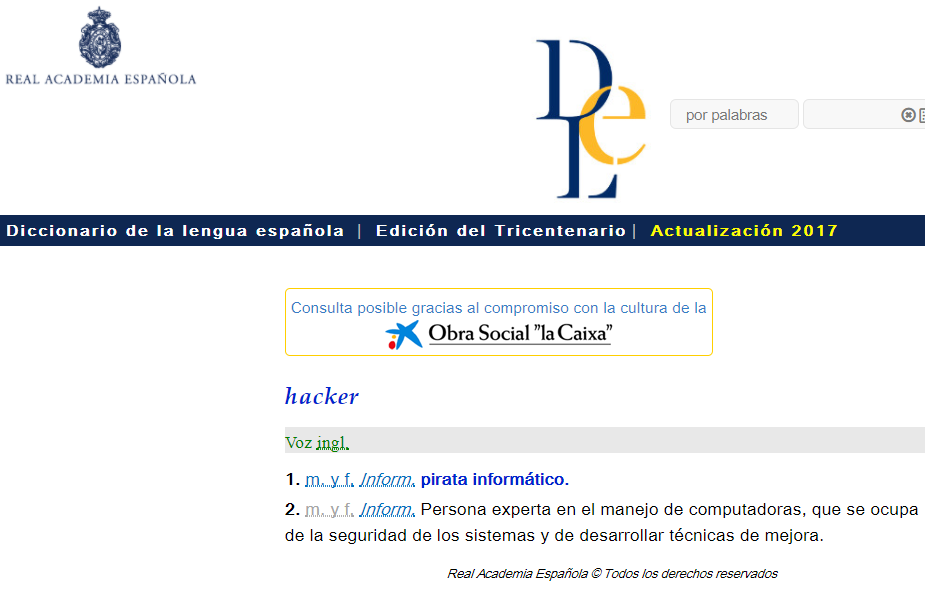 REAL ACADEMIA ESPAÑOLA
DLe
por palabras
Diccionario de la lengua española | Edición del Tricentenario | Actualización 2017
Consulta posible gracias al compromiso con la cultura de la
Obra Social "la Caixa"
hacker
Voz ingl.
1. m. y f. Inform. pirata informático.
2. m. y f. Inform. Persona experta en el manejo de computadoras, que se ocupa
de la seguridad de los sistemas y de desarrollar técnicas de mejora.
Real Academia Española © Todos los derechos reservados